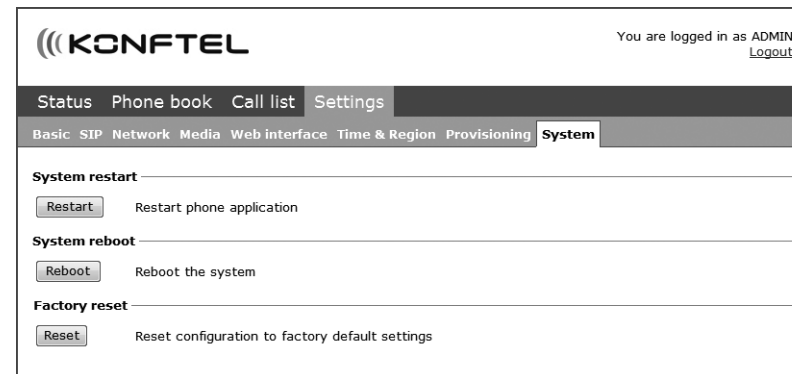 KONFTEL
You are logged in as ADMIN
Logout
Status Phone book Call list Settings
Basic SIP Network Media Web interface Time & Region Provisioning System
System restart
Restart Restart phone application
System reboot
Reboot Reboot the system
Factory reset
Reset Reset configuration to factory default settings